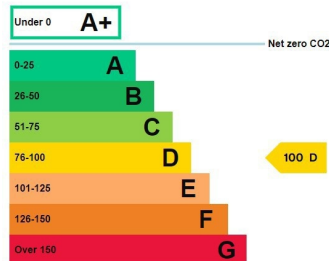 Under 0 A+
Net zero CO2
0-25 A
26-50 B
51-75 C
76-100 D
100 D
101-125 E
126-150 F
Over 150 G